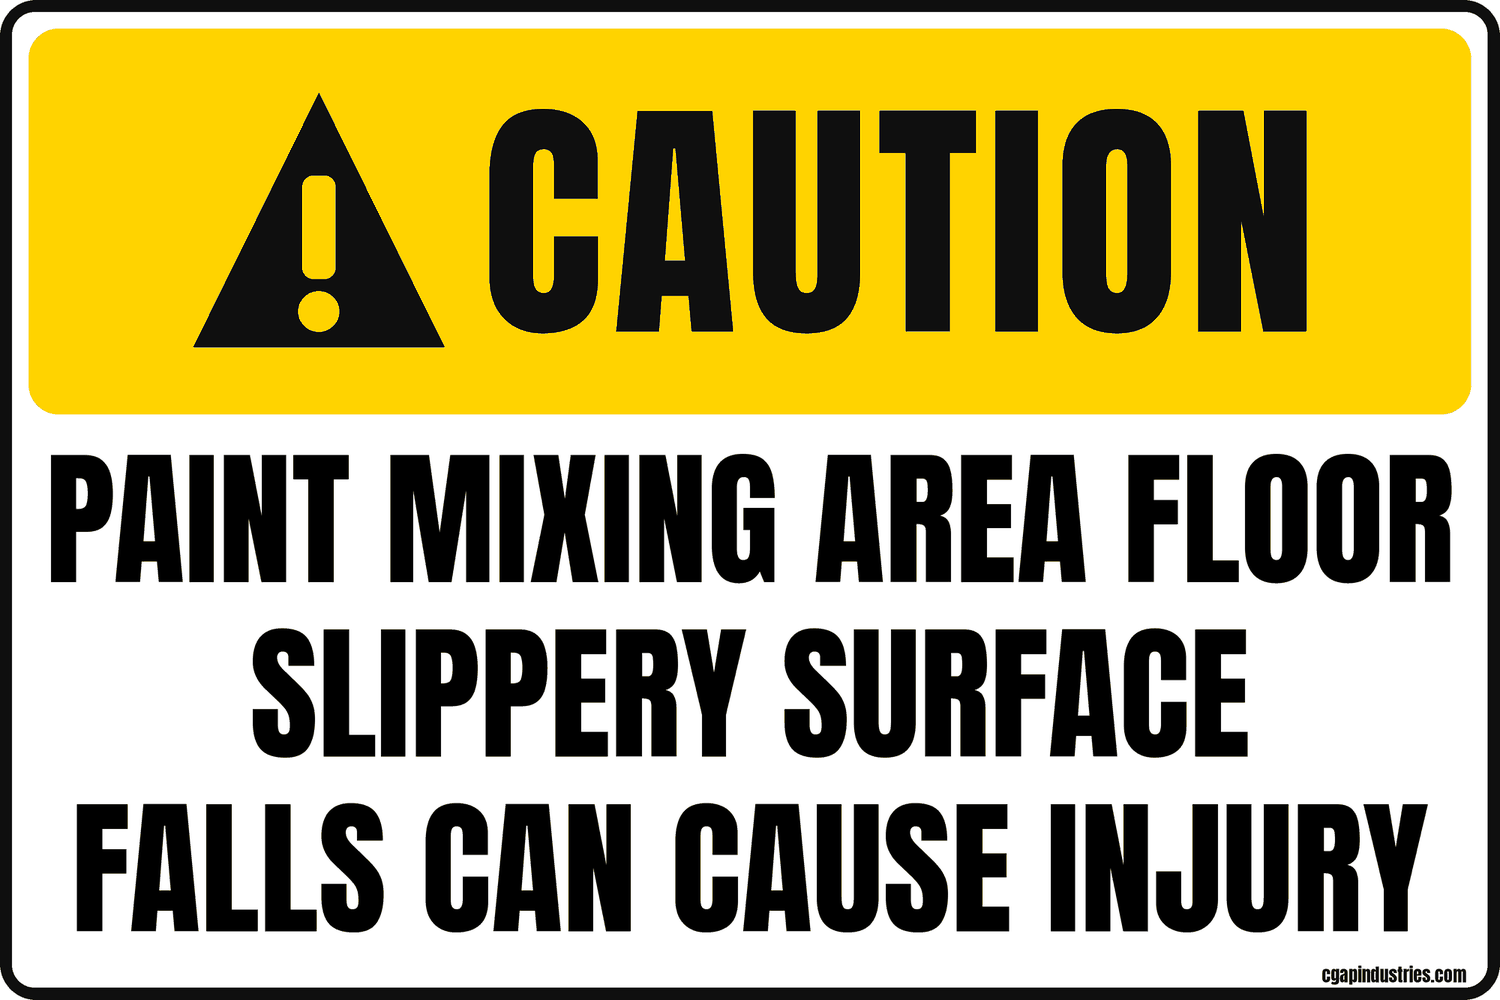 CAUTION
PAINT MIXING AREA FLOOR
SLIPPERY SURFACE
FALLS CAN CAUSE INJURY
cgapindustries.com